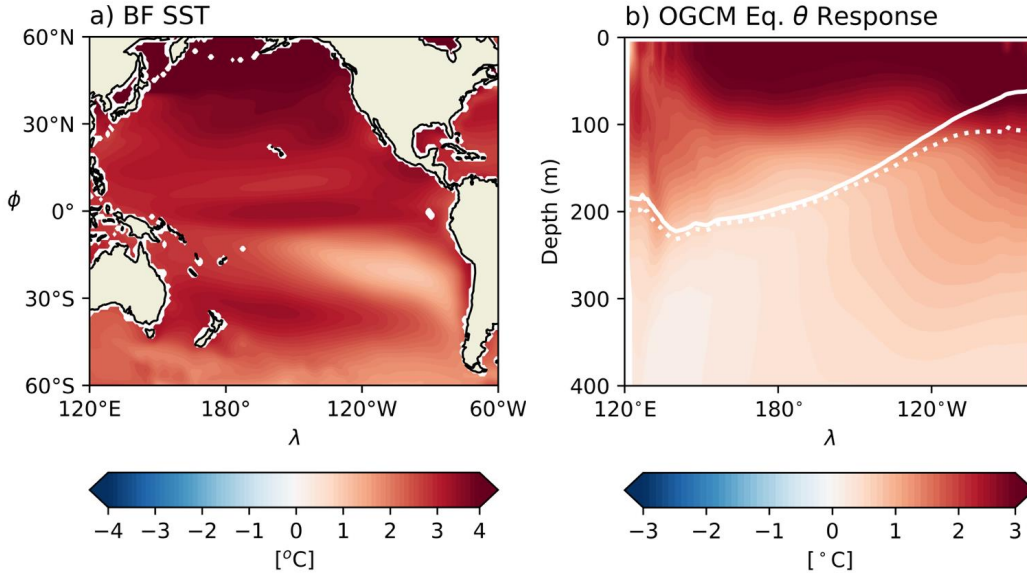 a) BF SST
60°N
30°N
0°
30°S
60°S
ϕ
120°E
180°
120°W
60°W
λ
−4
−3
−2
−1
0
1
2
3
4
[°C]
b) OGCM Eq. θ Response
0
100
200
300
400
Depth (m)
120°E
180°
120°W
λ
−3
−2
−1
0
1
2
3
[°C]